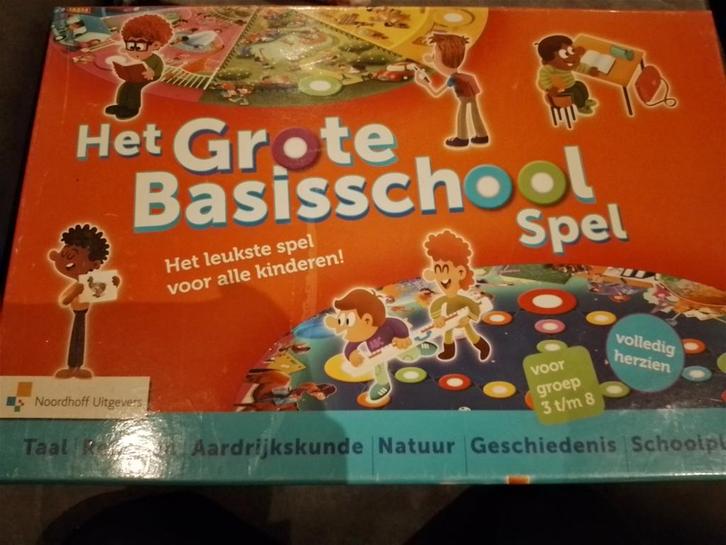 Het Grote
Basisschool
Spel
Het leukste spel
voor alle kinderen!
ABC
volledig
herzien
voor
groep
3 t/m 8
Noordhoff Uitgevers
Taal Aardrijkskunde Natuur Geschiedenis